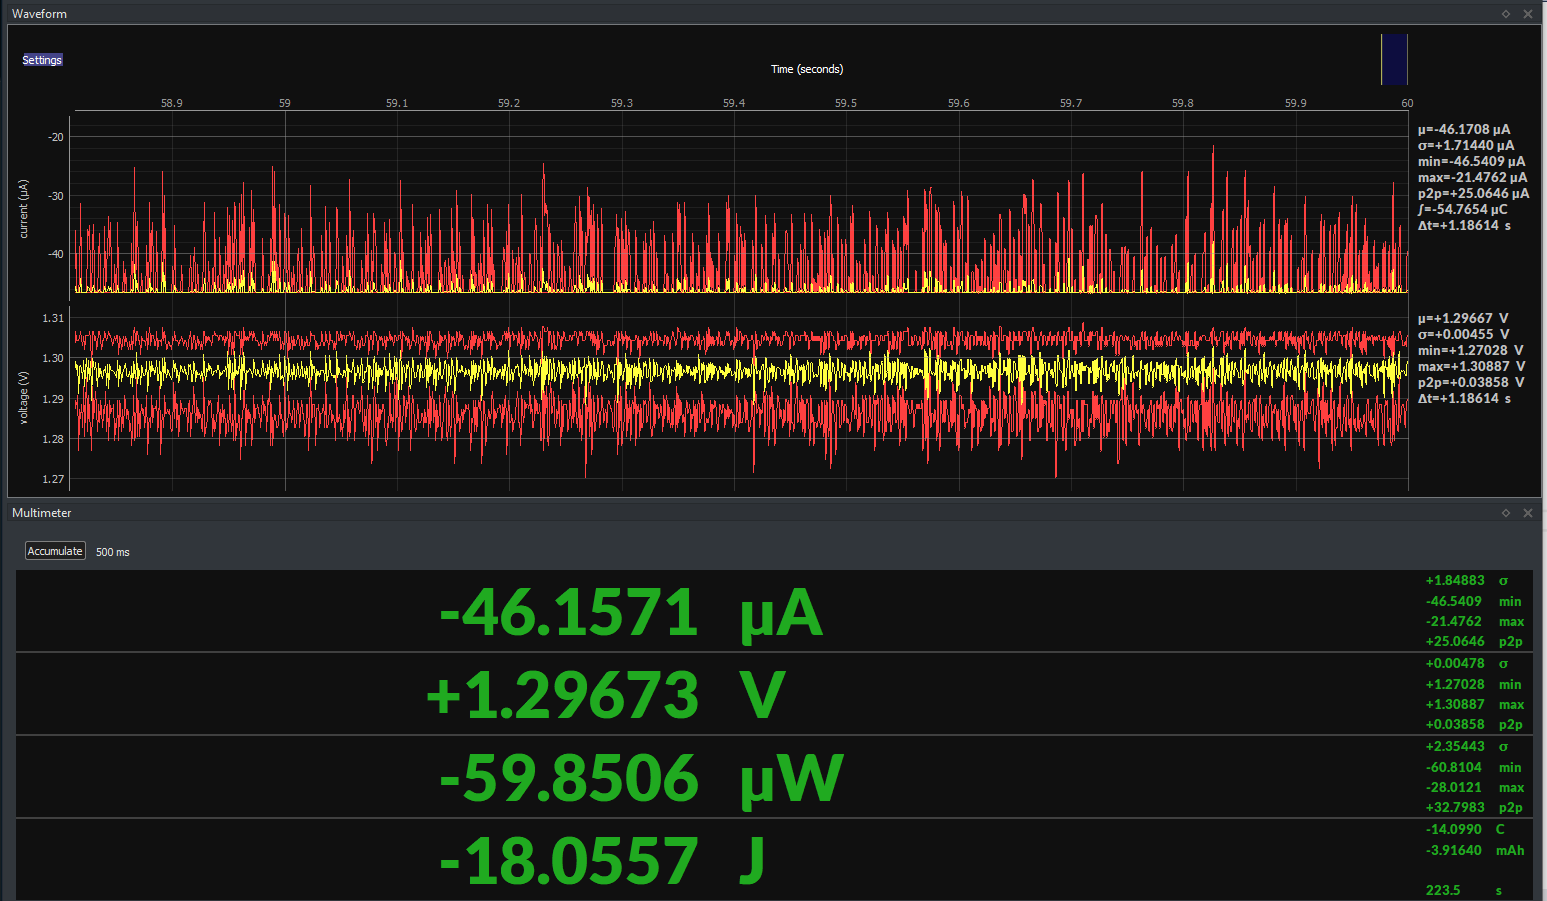 Waveform
Settings
Time (seconds)
58.9 59 59.1 59.2 59.3 59.4 59.5 59.6 59.7 59.8 59.9 60
current (µA)
-20
-30
-40
µ=-46.1708 µA
σ=+1.71440 µA
min=-46.5409 µA
max=-21.4762 µA
p2p=+25.0646 µA
∫=-54.7654 µC
Δt=+1.18614 s
voltage (V)
1.31
1.30
1.29
1.28
1.27
µ=+1.29667 V
σ=+0.00455 V
min=+1.27028 V
max=+1.30887 V
p2p=+0.03858 V
Δt=+1.18614 s
Multimeter
Accumulate 500 ms
-46.1571 µA
+1.84883 σ
-46.5409 min
-21.4762 max
+25.0646 p2p
+1.29673 V
+0.00478 σ
+1.27028 min
+1.30887 max
+0.03858 p2p
-59.8506 µW
+2.35443 σ
-60.8104 min
-28.0121 max
+32.7983 p2p
-18.0557 J
-14.0990 C
-3.91640 mAh
223.5 s